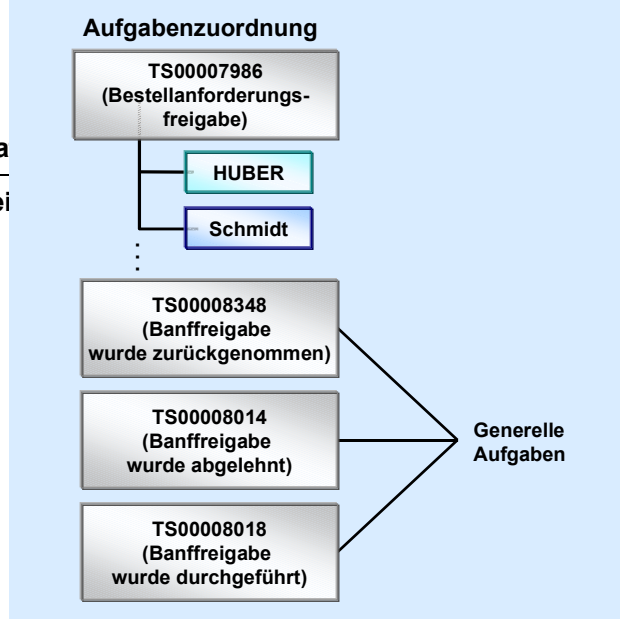 Aufgabenzuordnung
TS00007986
(Bestellanforderungs-
freigabe)
HUBER
Schmidt
TS00008348
(Banffreigabe
wurde zurückgenommen)
TS00008014
(Banffreigabe
wurde abgelehnt)
TS00008018
(Banffreigabe
wurde durchgeführt)
Generelle
Aufgaben